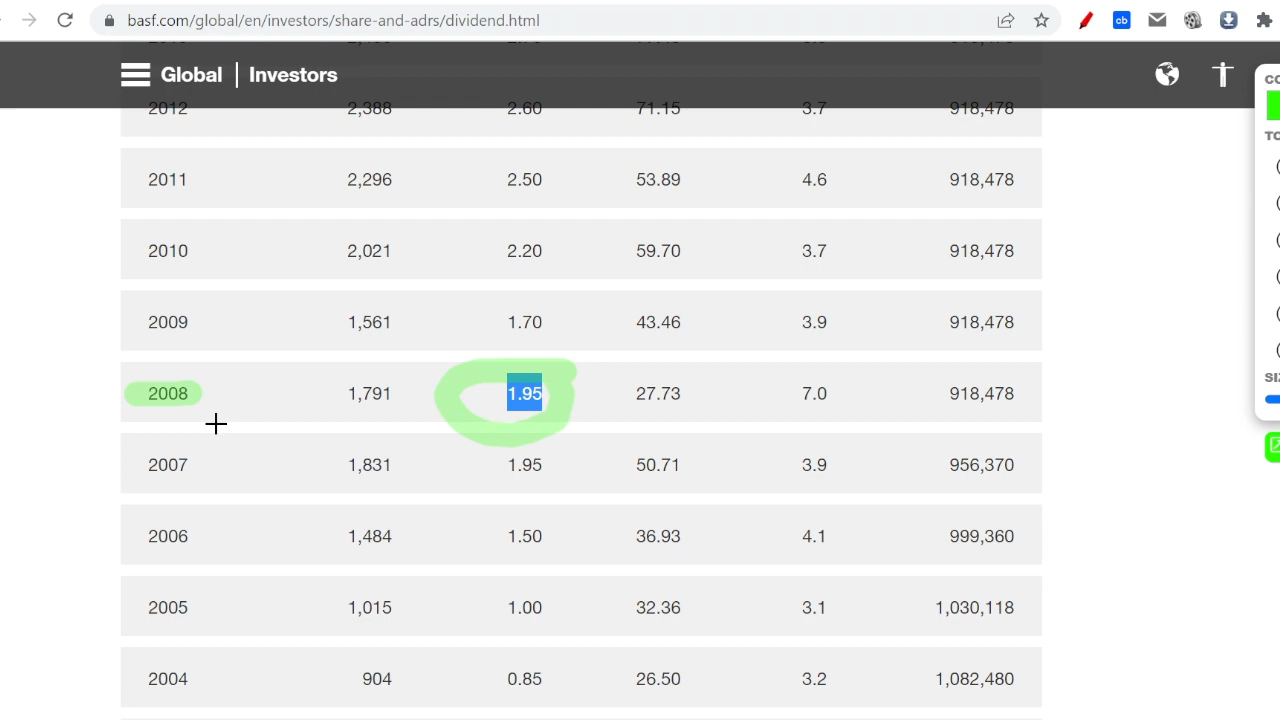 basf.com/global/en/investors/share-and-adrs/dividend.html
cb
Global | Investors
2012 2,388 2.60 71.15 3.7 918,478
2011 2,296 2.50 53.89 4.6 918,478
2010 2,021 2.20 59.70 3.7 918,478
2009 1,561 1.70 43.46 3.9 918,478
2008 1,791 1.95 27.73 7.0 918,478
2007 1,831 1.95 50.71 3.9 956,370
2006 1,484 1.50 36.93 4.1 999,360
2005 1,015 1.00 32.36 3.1 1,030,118
2004 904 0.85 26.50 3.2 1,082,480